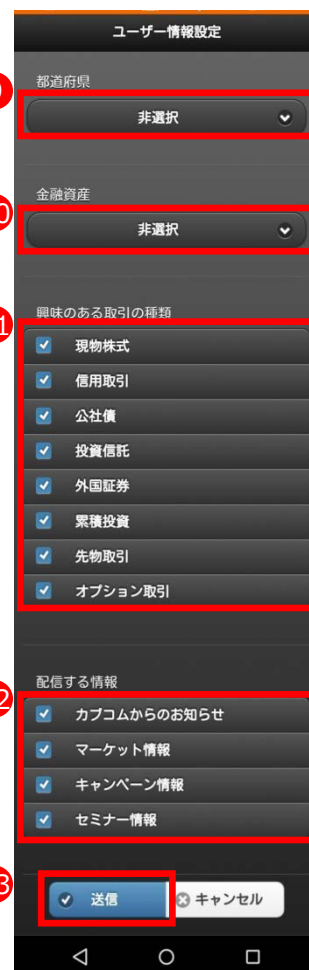 ユーザー情報設定
都道府県
非選択
金融資産
非選択
興味のある取引の種類
現物株式
信用取引
公社債
投資信託
外国証券
累積投資
先物取引
オプション取引
配信する情報
カブコムからのお知らせ
マーケット情報
キャンペーン情報
セミナー情報
送信 キャンセル